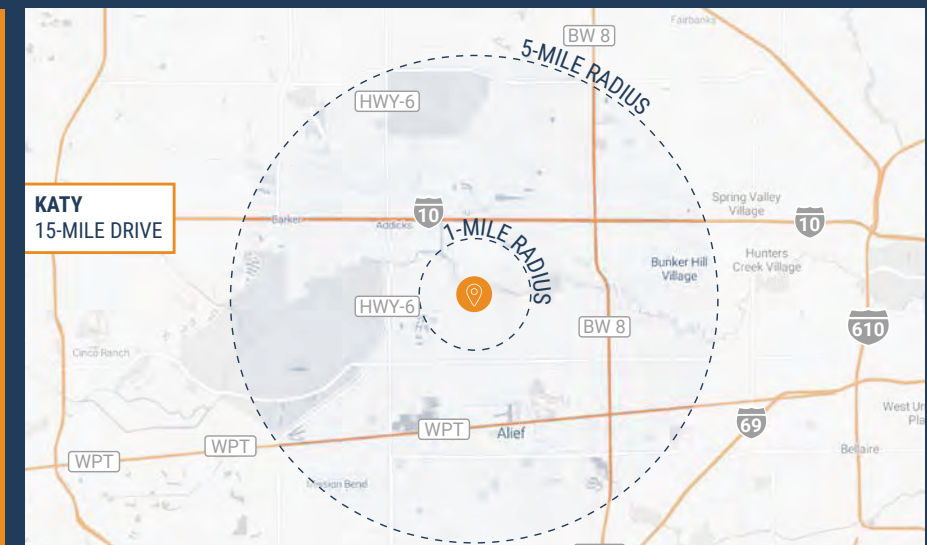 Fairbanks
BW 8
5-MILE RADIUS
HWY-6
KATY
15-MILE DRIVE
Barker
Addicks
10
1-MILE RADIUS
Spring Valley
Village
10
Bunker Hill
Village
Hunters
Creek Village
HWY-6
BW 8
610
Cinco Ranch
69
West Un
Pla
WPT
Alief
WPT
WPT
Bellaire
Mission Bend